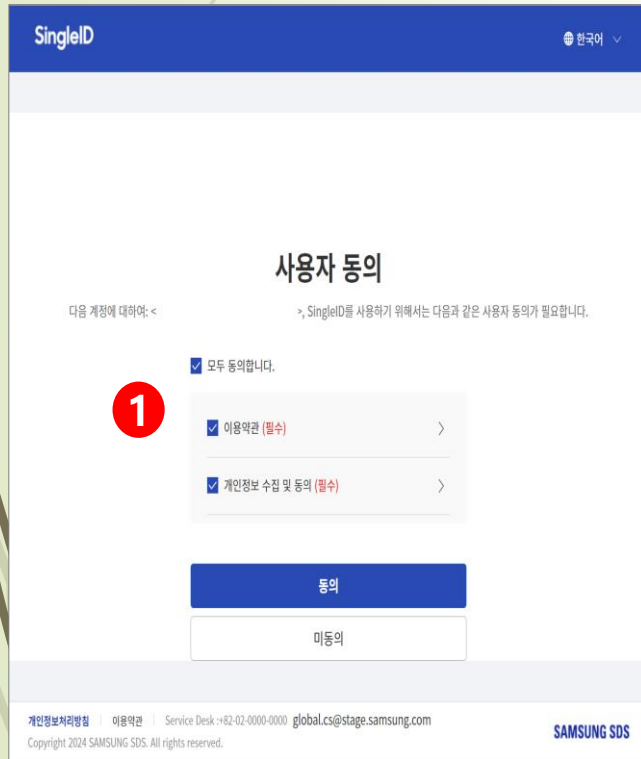 SingleID
한국어
사용자 동의
다음 계정에 대하여: < >, SingleID를 사용하기 위해서는 다음과 같은 사용자 동의가 필요합니다.
모두 동의합니다.
1
이용약관 (필수)
개인정보 수집 및 동의 (필수)
동의
미동의
개인정보처리방침 이용약관 Service Desk :+82-02-0000-0000 global.cs@stage.samsung.com
Copyright 2024 SAMSUNG SDS. All rights reserved.
SAMSUNG SDS